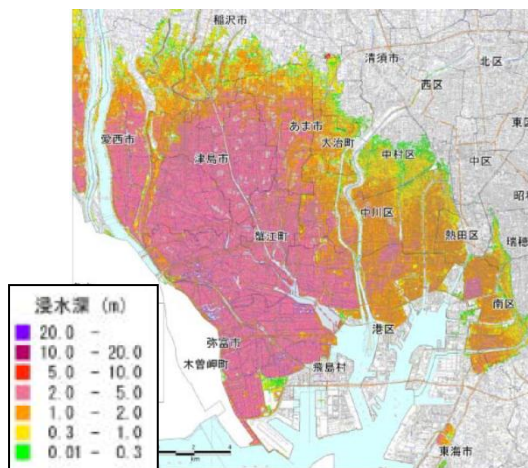 稲沢市
清須市
北区
西区
あま市
東区
愛西市
大治町
津島市
中村区
中区
中川区
蟹江町
熱田区
瑞穂
南区
港区
弥富市
木曽岬町
飛島村
東海市
浸水深 (m)
20.0 -
10.0 - 20.0
5.0 - 10.0
2.0 - 5.0
1.0 - 2.0
0.3 - 1.0
0.01 - 0.3
km